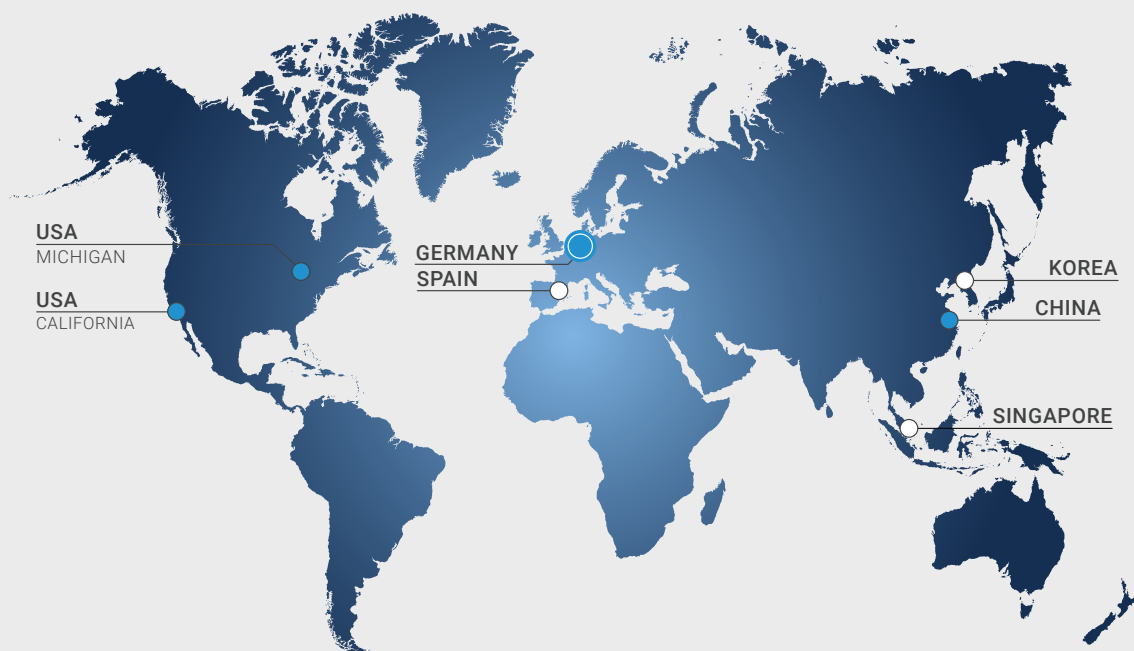 USA
MICHIGAN
USA
CALIFORNIA
GERMANY
SPAIN
KOREA
CHINA
SINGAPORE